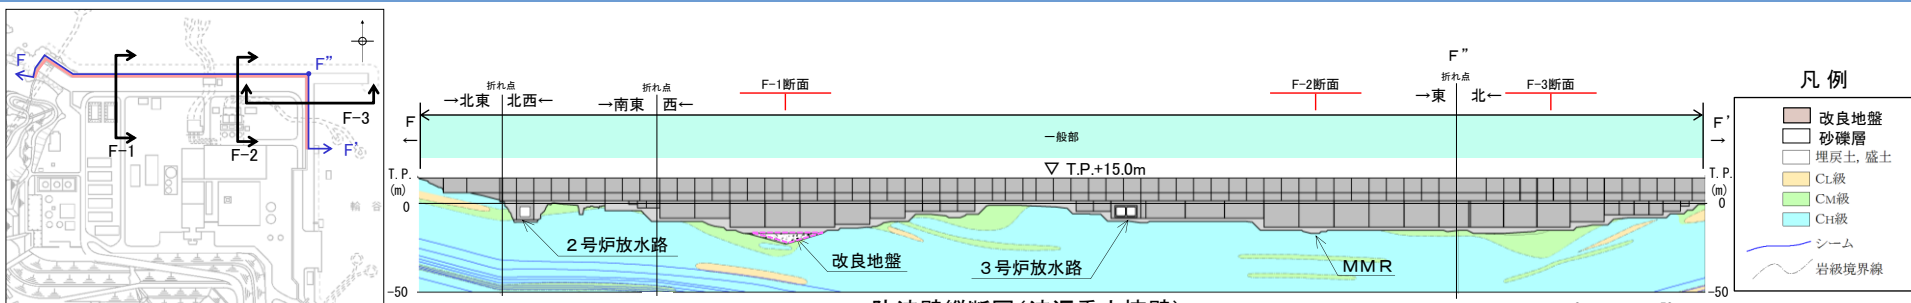 F
F"
F-3
F-1
F-2
F'
輪谷
F"
折れ点
折れ点
折れ点
F-1断面
F-2断面
F-3断面
→北東
北西←
→南東
西←
→東
北←
F
←
F'
→
一般部
▽ T.P.+15.0m
T.P.
(m)
0
T.P.
(m)
0
2号炉放水路
改良地盤
3号炉放水路
MMR
-50
-50
凡例
改良地盤
砂礫層
埋戻土，盛土
CL級
CM級
CH級
シーム
岩級境界線